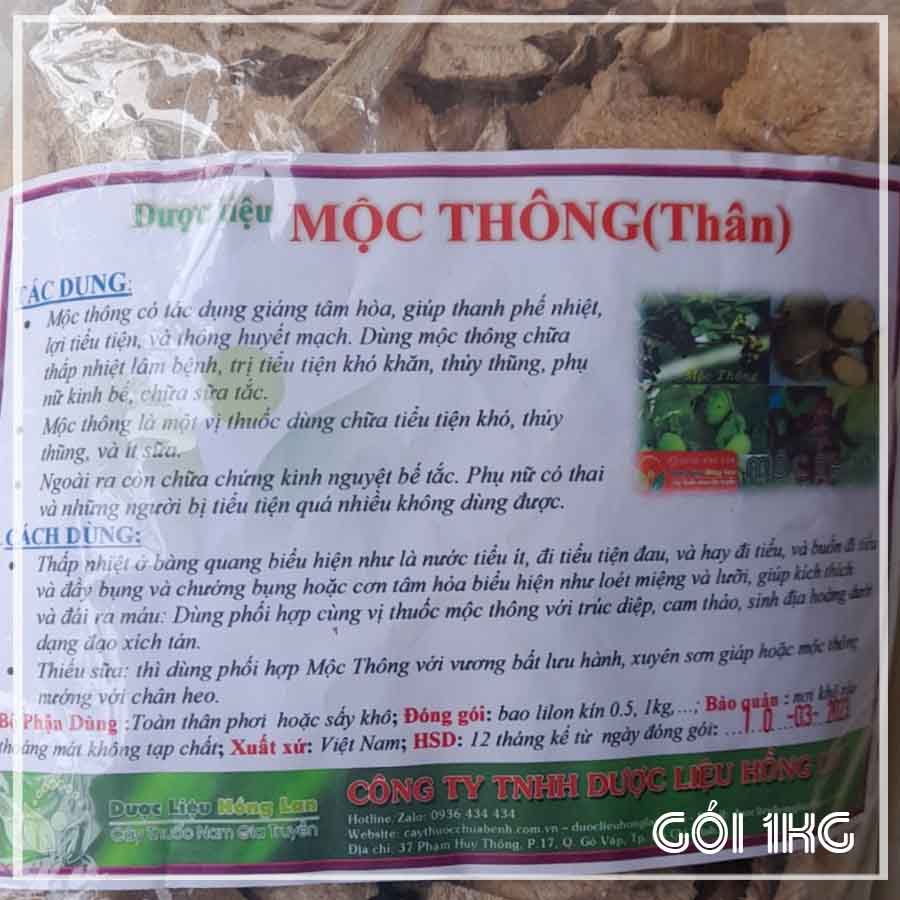 Dược liệu MỘC THÔNG(Thân)
TÁC DỤNG:
Mộc thông có tác dụng giáng tâm hỏa, giúp thanh phế nhiệt,
lợi tiểu tiện, và thông huyết mạch. Dùng mộc thông chữa
thấp nhiệt lâm bệnh, trị tiểu tiện khó khăn, thủy thũng, phụ
nữ kinh bế, chữa sữa tắc.
Mộc thông là một vị thuốc dùng chữa tiểu tiện khó, thủy
thũng, và ít sữa.
Ngoài ra còn chữa chứng kinh nguyệt bế tắc. Phụ nữ có thai
và những người bị tiểu tiện quá nhiều không dùng được.
Mộc Thông
CÁCH DÙNG:
Thấp nhiệt ở bàng quang biểu hiện như là nước tiểu ít, đi tiểu tiện đau, và hay đi tiểu, và buồn đi tiểu
và đầy bụng và chướng bụng hoặc cơn tâm hỏa biểu hiện như loét miệng và lưỡi, giúp kích thích
và đái ra máu: Dùng phối hợp cùng vị thuốc mộc thông với trúc diệp, cam thảo, sinh địa hoàng dưới
dạng đạo xích tán.
Thiếu sữa: thì dùng phối hợp Mộc Thông với vương bất lưu hành, xuyên sơn giáp hoặc mộc thông
nướng với chân heo.
Bộ Phận Dùng :Toàn thân phơi hoặc sấy khô; Đóng gói: bao lilon kín 0.5, 1kg,...; Bảo quản : nơi khô ráo
thoáng mát không tạp chất; Xuất xứ: Việt Nam; HSD: 12 tháng kể từ ngày đóng gói: 10 -03- 2023
Dược Liệu Hồng Lan
Cây Thuốc Nam Gia Truyền
CÔNG TY TNHH DƯỢC LIỆU HỒNG
Hotline/Zalo: 0936 434 434
Website: caythuocchuabenh.com.vn -
Địa chỉ: 37 Phạm Huy Thông, P.17, Q. Gò Vấp, Tp.
GÓI 1KG